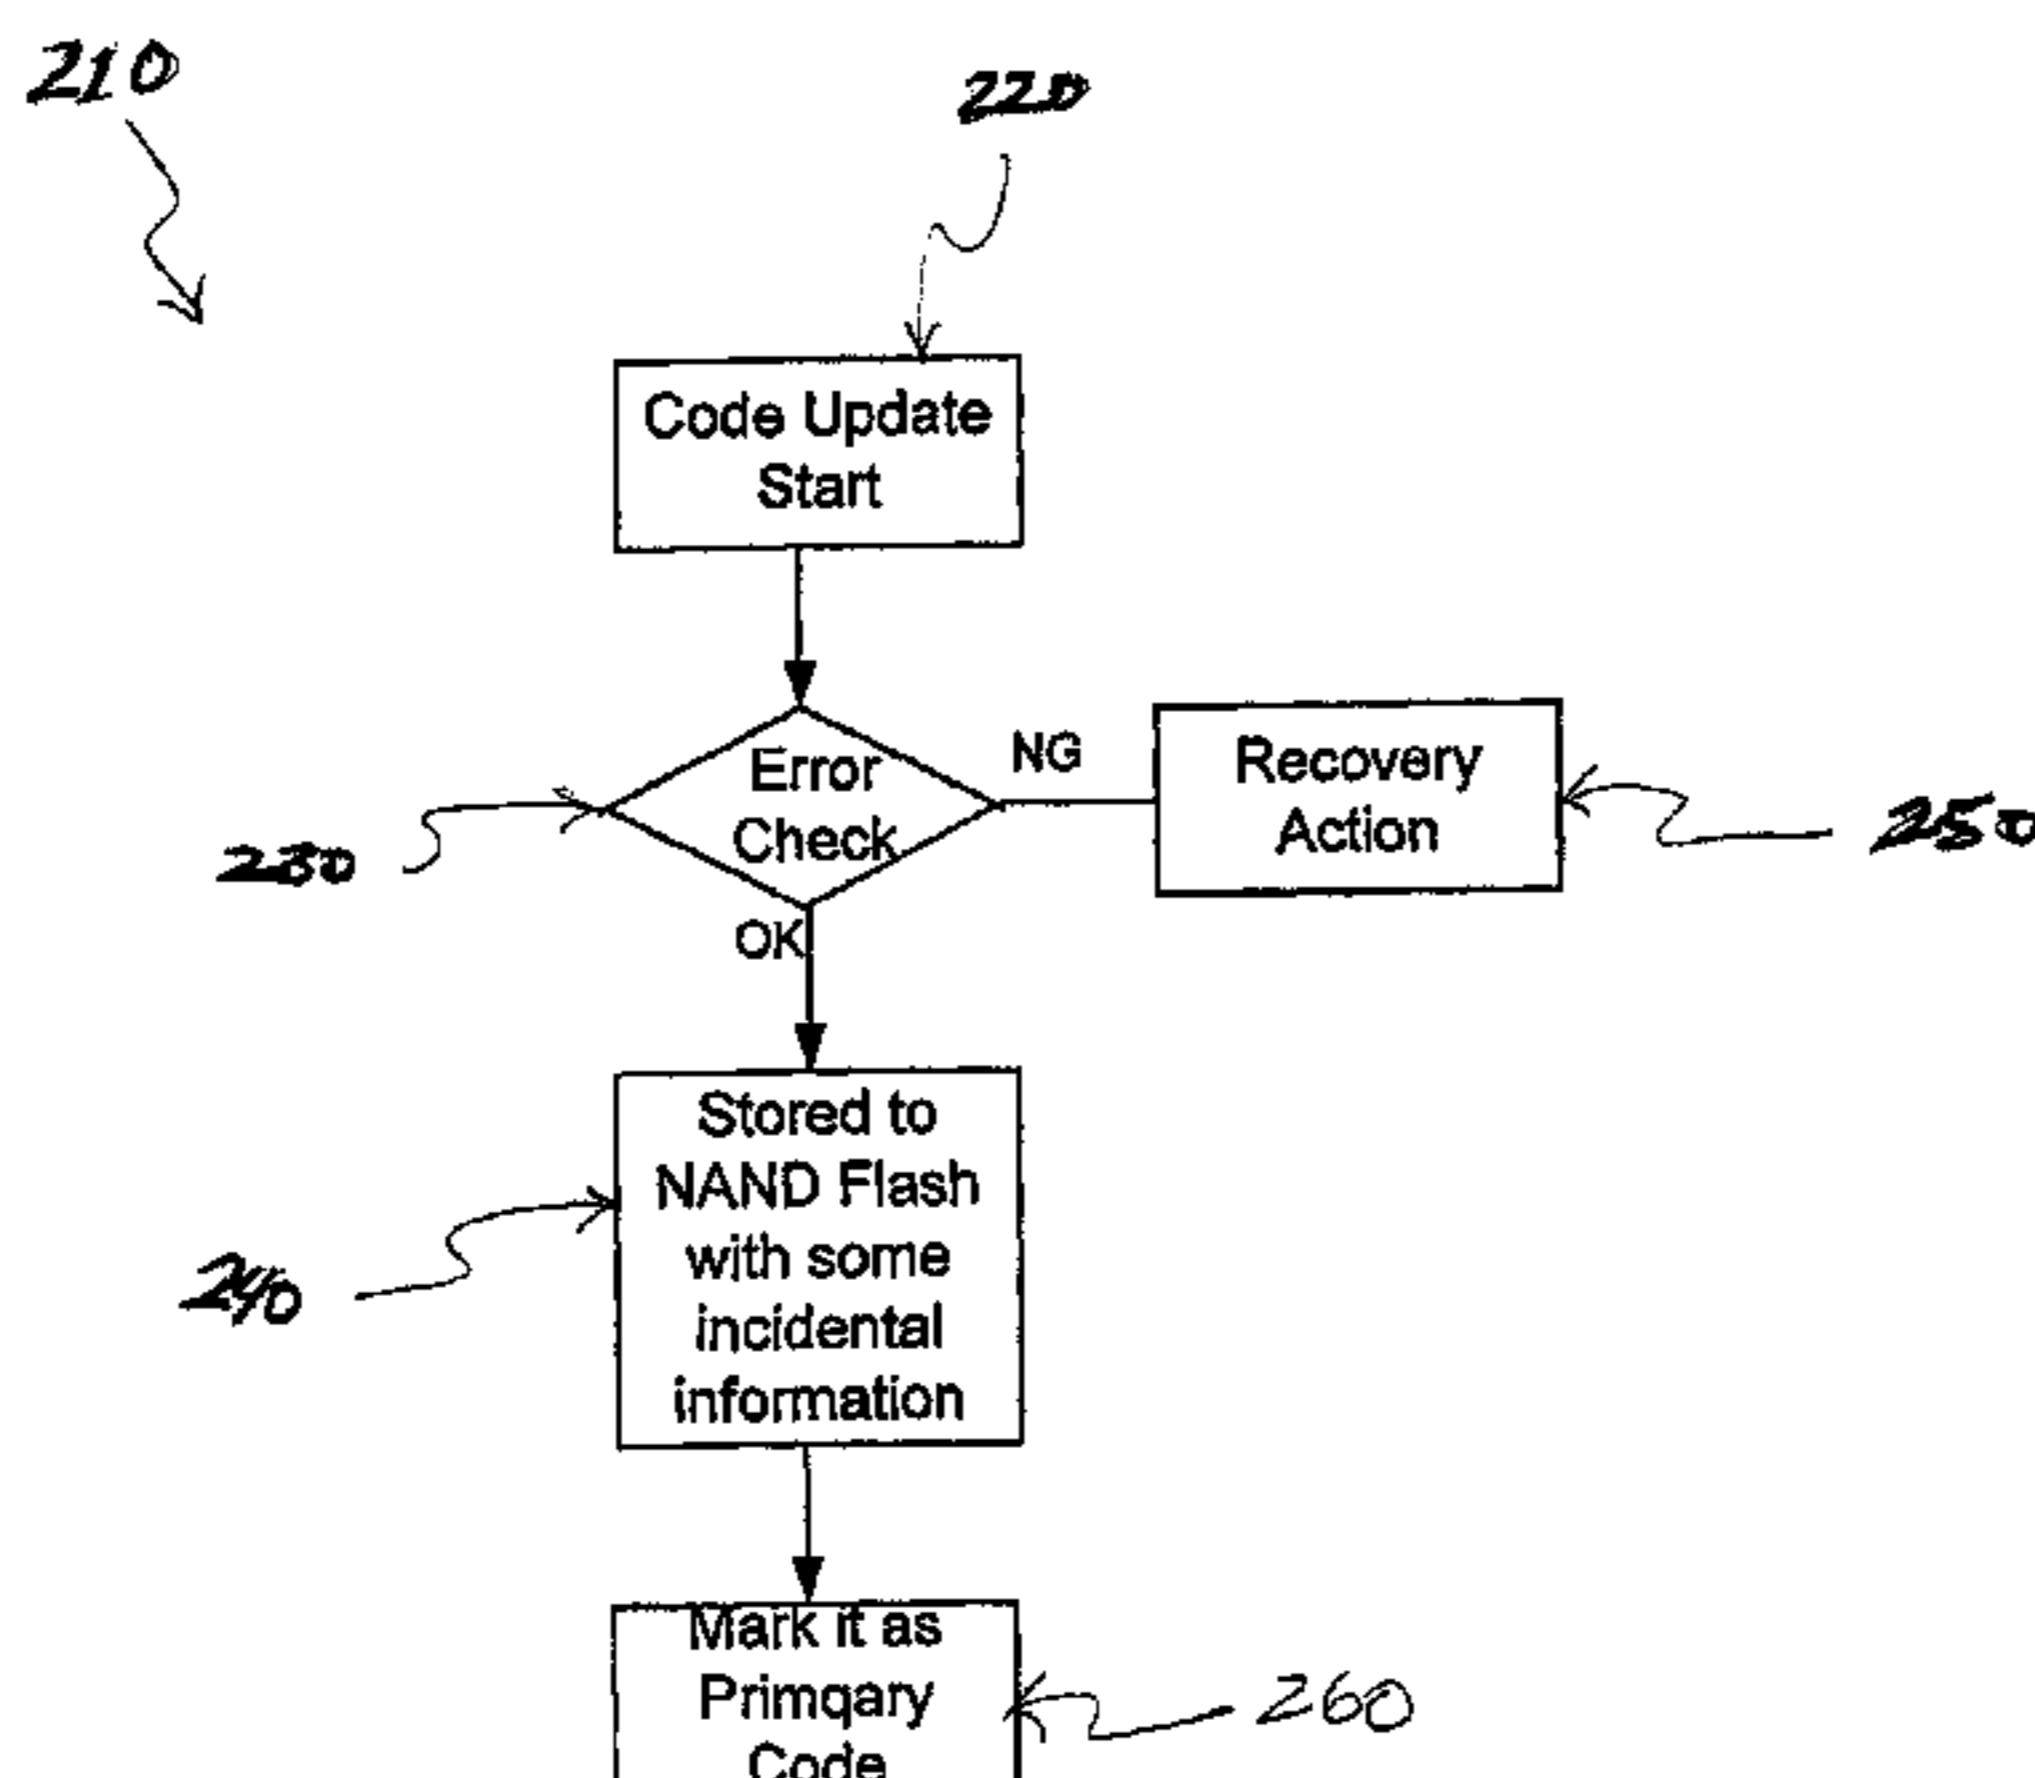 210
220
Code Update
Start
Error
Check
NG
Recovery
Action
250
230
OK
Stored to
NAND Flash
with some
incidental
information
240
Mark it as
Primqary
Code
260